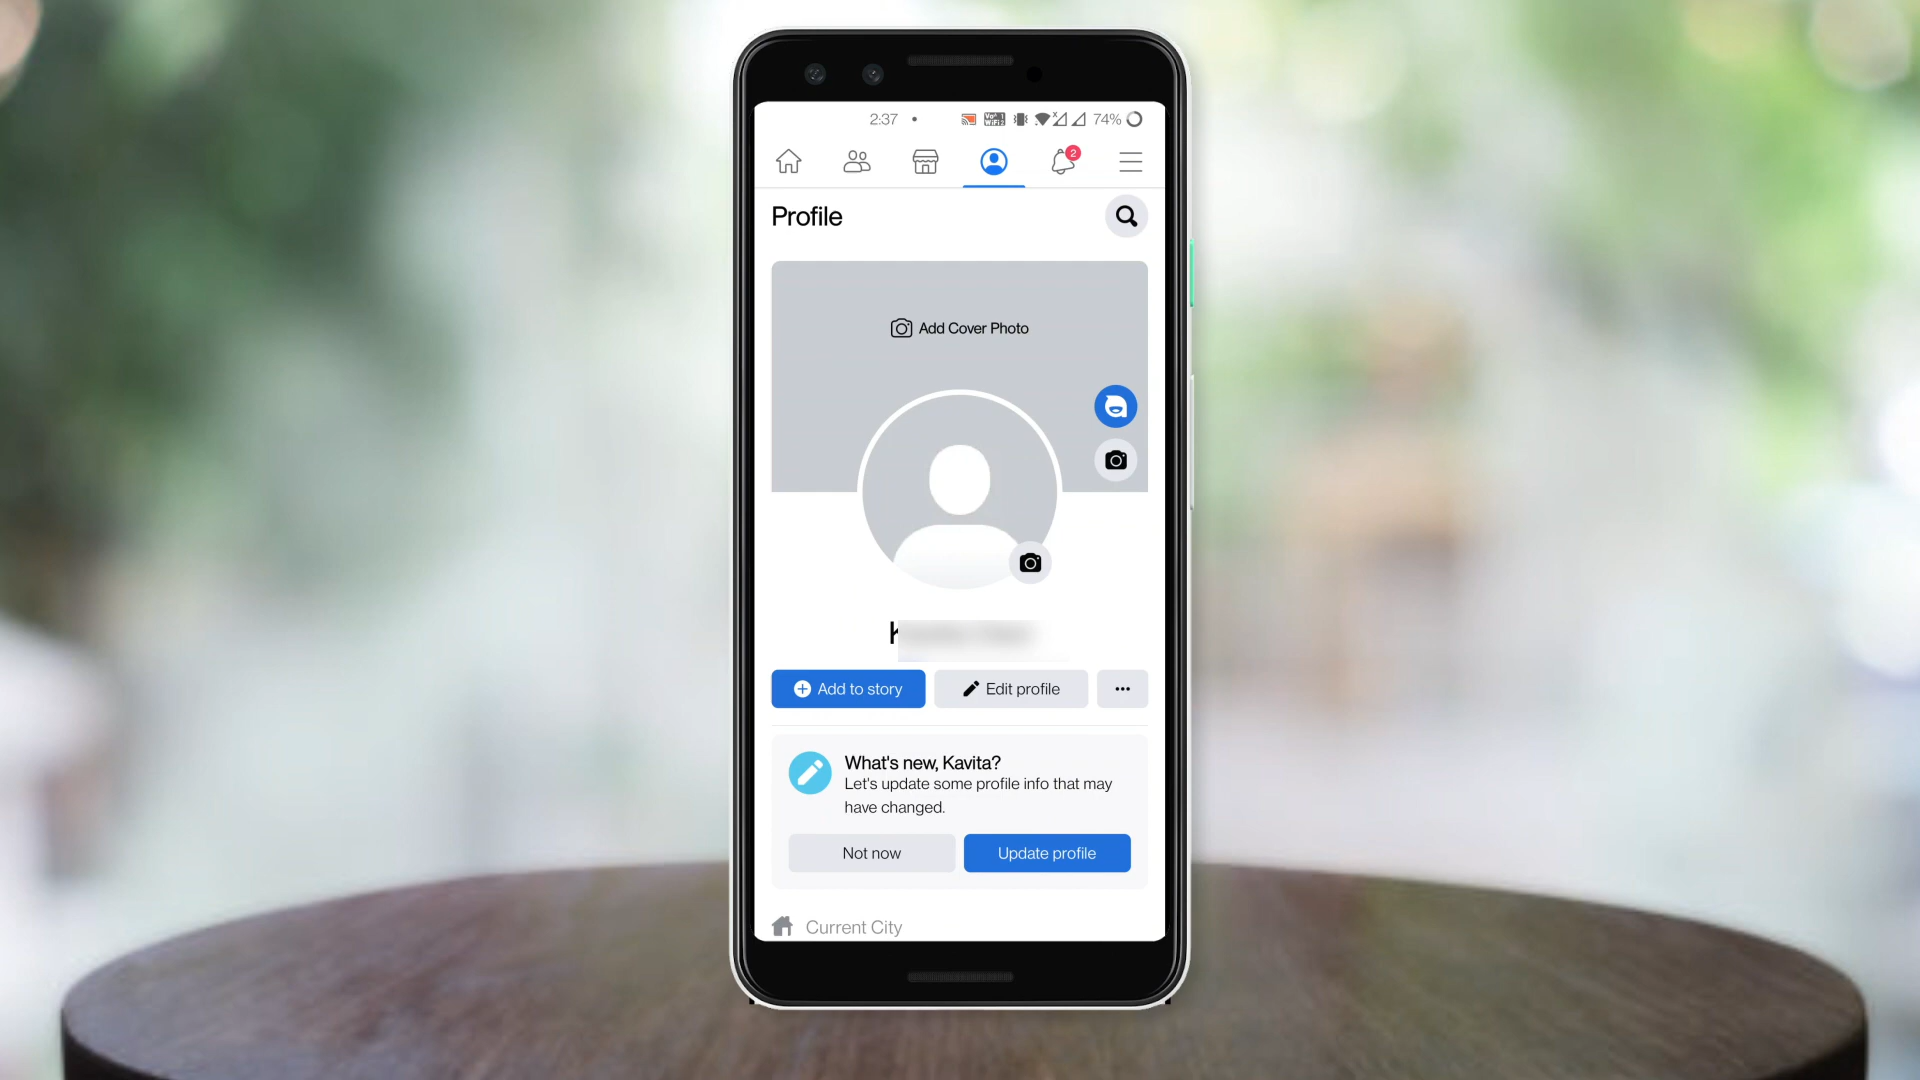 2:37
74%
2
Profile
Add Cover Photo
K
Add to story
Edit profile
What's new, Kavita?
Let's update some profile info that may
have changed.
Not now
Update profile
Current City